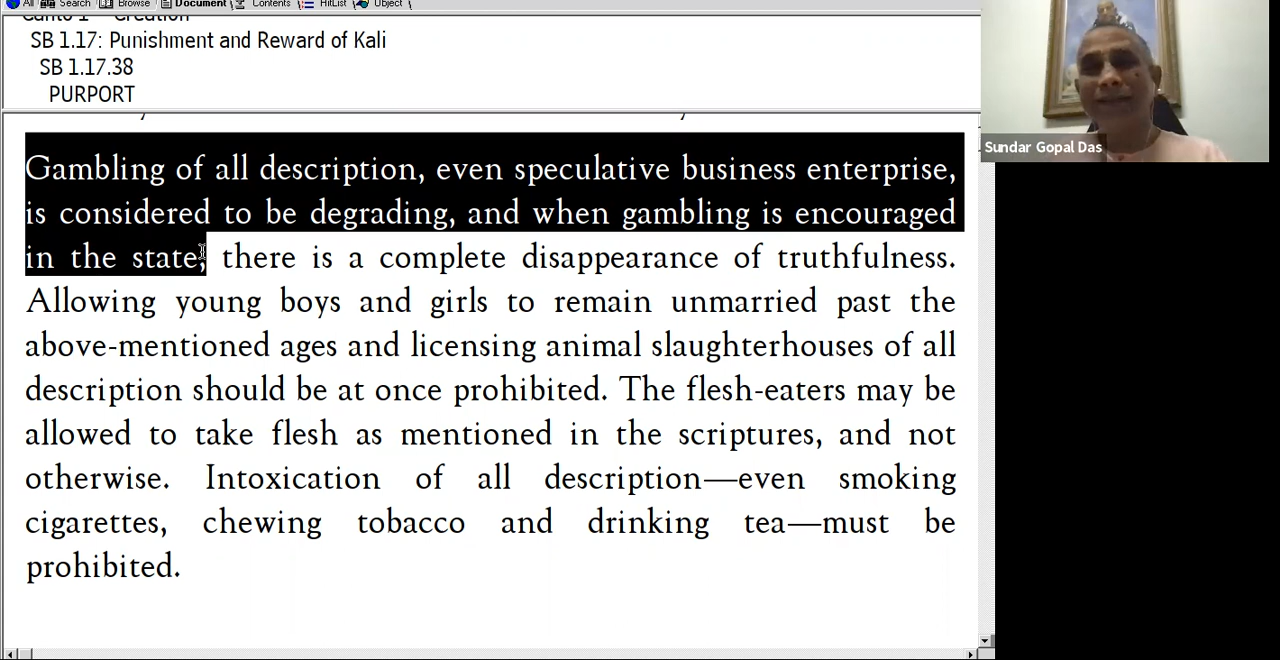 All Search Browse Document Contents HitList Object
Canto 1 Creation
SB 1.17: Punishment and Reward of Kali
SB 1.17.38
PURPORT
Sundar Gopal Das
Gambling of all description, even speculative business enterprise,
is considered to be degrading, and when gambling is encouraged
in the state, there is a complete disappearance of truthfulness.
Allowing young boys and girls to remain unmarried past the
above-mentioned ages and licensing animal slaughterhouses of all
description should be at once prohibited. The flesh-eaters may be
allowed to take flesh as mentioned in the scriptures, and not
otherwise. Intoxication of all description—even smoking
cigarettes, chewing tobacco and drinking tea—must be
prohibited.